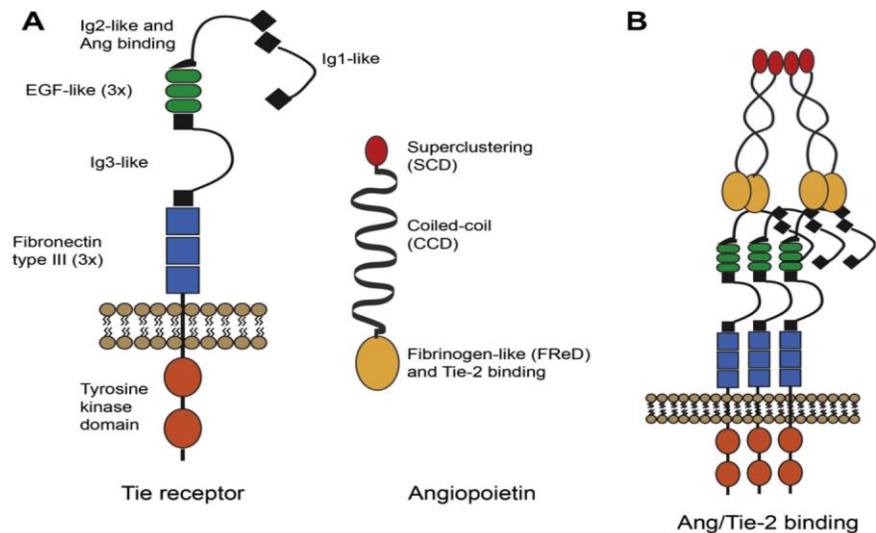 A
Ig2-like and
Ang binding
Ig1-like
EGF-like (3x)
Ig3-like
Fibronectin
type III (3x)
Tyrosine
kinase
domain
Tie receptor
Superclustering
(SCD)
Coiled-coil
(CCD)
Fibrinogen-like (FReD)
and Tie-2 binding
Angiopoietin
B
Ang/Tie-2 binding